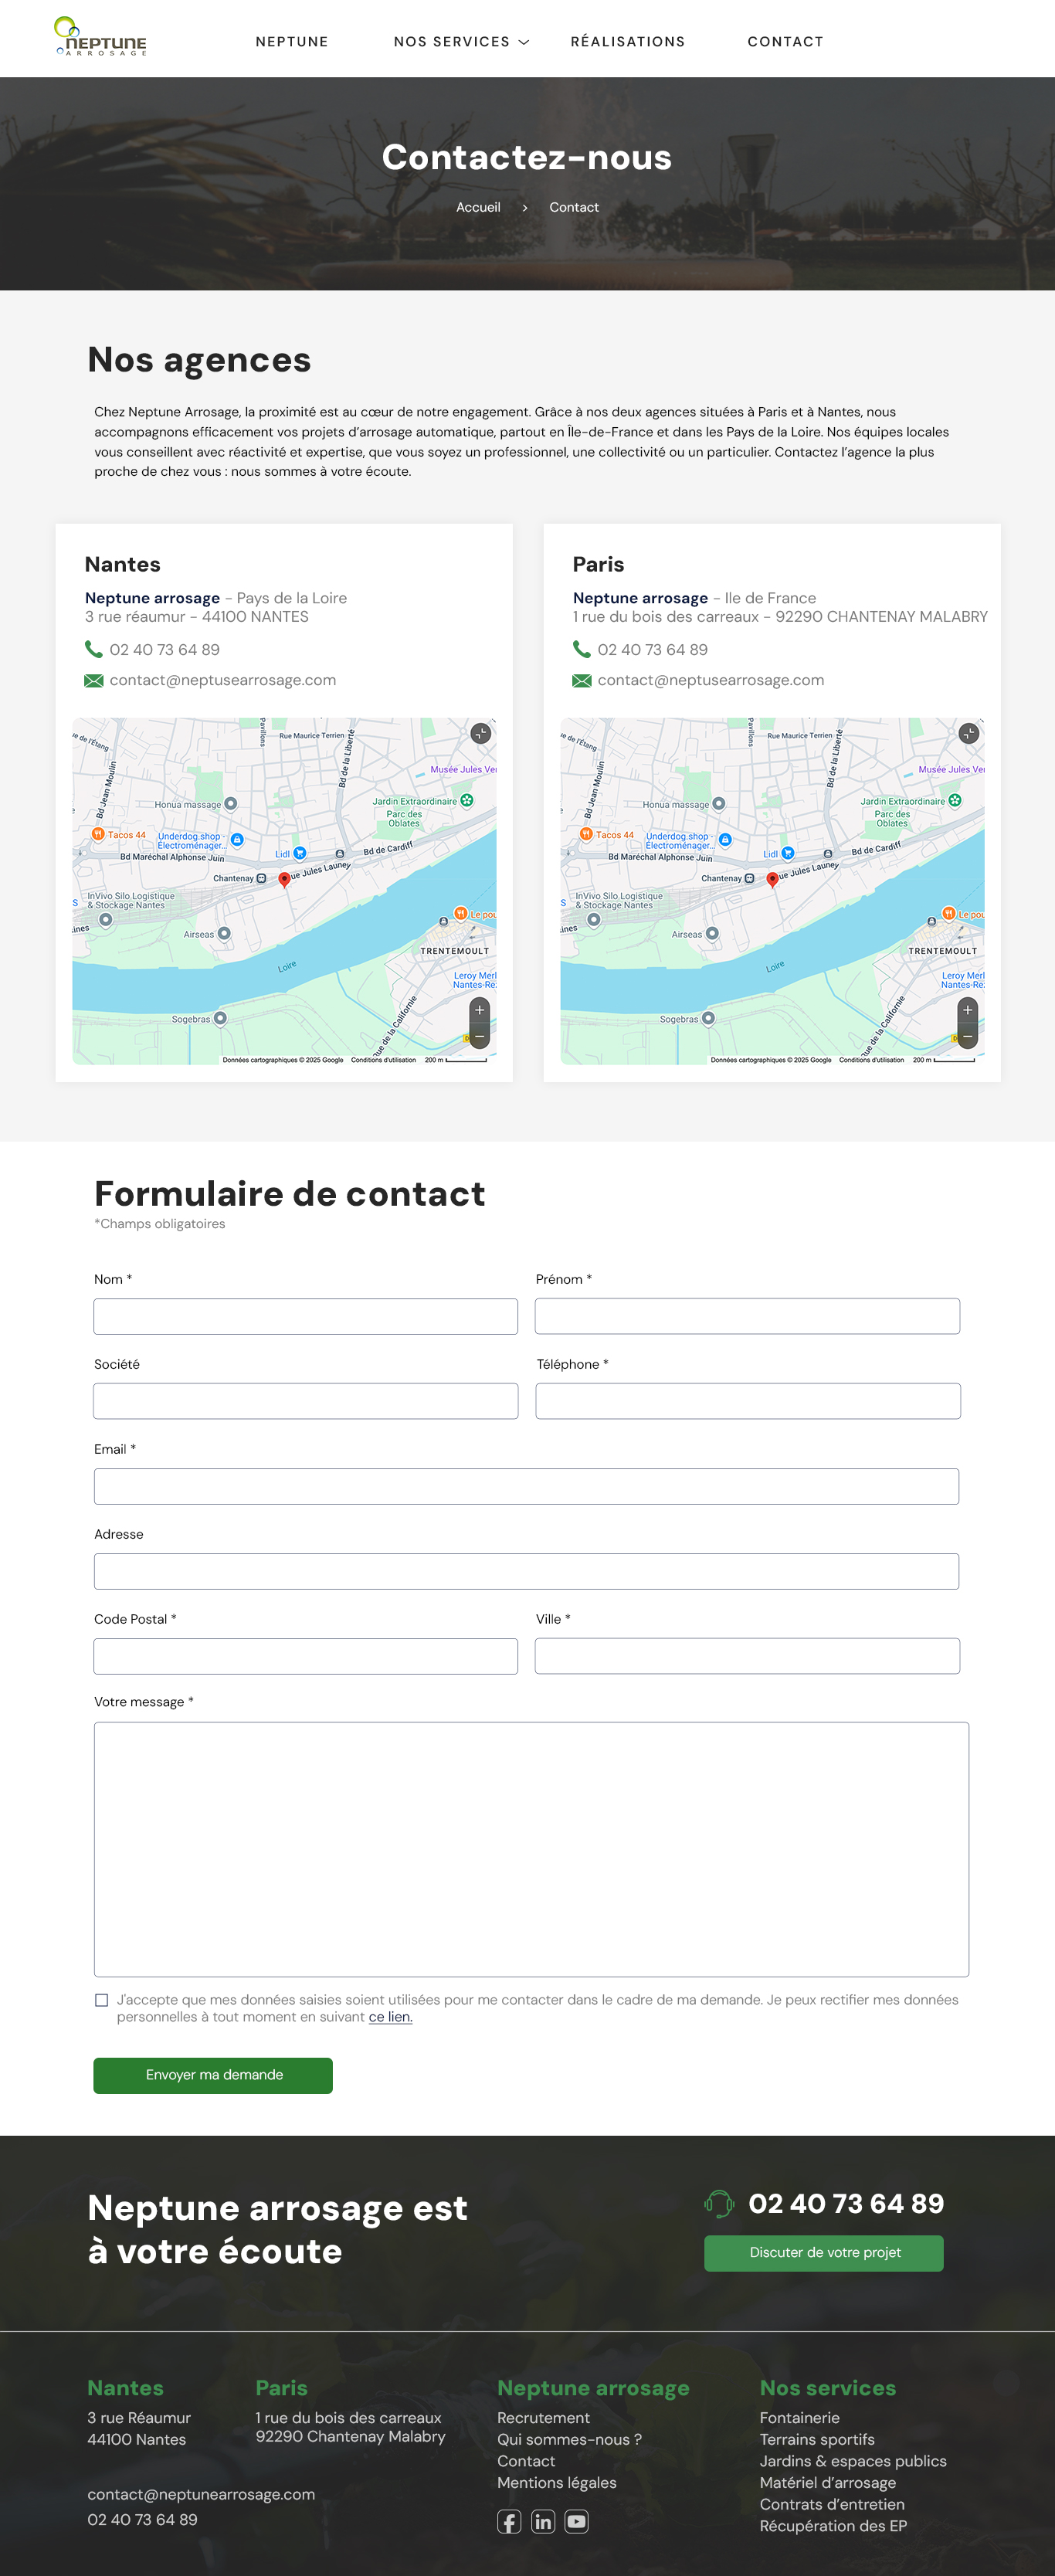 NEPTUNE
ARROSAGE
NEPTUNE
NOS SERVICES
RÉALISATIONS
CONTACT
Contactez-nous
Accueil > Contact
Nos agences
Chez Neptune Arrosage, la proximité est au cœur de notre engagement. Grâce à nos deux agences situées à Paris et à Nantes, nous
accompagnons efficacement vos projets d’arrosage automatique, partout en Île-de-France et dans les Pays de la Loire. Nos équipes locales
vous conseillent avec réactivité et expertise, que vous soyez un professionnel, une collectivité ou un particulier. Contactez l’agence la plus
proche de chez vous : nous sommes à votre écoute.
Nantes
Neptune arrosage - Pays de la Loire
3 rue réaumur - 44100 NANTES
02 40 73 64 89
contact@neptusearrosage.com
Pavillons
Rue Maurice Terrien
Bd de la Liberté
e de l'Étang
Bd Jean Moulin
Musée Jules Ver
Honua massage
Jardin Extraordinaire
Parc des
Oblates
Tacos 44
Underdog.shop -
Électroménager...
Lidl
Bd de Cardiff
Bd Maréchal Alphonse Juin
Chantenay
ue Jules Launey
InVivo Silo Logistique
& Stockage Nantes
S
ines
Airseas
Le pou
TRENTEMOULT
Loire
Leroy Merl
Nantes-Rez
Sogebras
Rue de la Californie
+
−
Données cartographiques © 2025 Google
Conditions d'utilisation
200 m
Paris
Neptune arrosage - Ile de France
1 rue du bois des carreaux - 92290 CHANTENAY MALABRY
02 40 73 64 89
contact@neptusearrosage.com
Pavillons
Rue Maurice Terrien
Bd de la Liberté
e de l'Étang
Bd Jean Moulin
Musée Jules Ver
Honua massage
Jardin Extraordinaire
Parc des
Oblates
Tacos 44
Underdog.shop -
Électroménager...
Lidl
Bd de Cardiff
Bd Maréchal Alphonse Juin
Chantenay
ue Jules Launey
InVivo Silo Logistique
& Stockage Nantes
S
ines
Airseas
Le pou
TRENTEMOULT
Loire
Leroy Merl
Nantes-Rez
Sogebras
Rue de la Californie
+
−
Données cartographiques © 2025 Google
Conditions d'utilisation
200 m
Formulaire de contact
*Champs obligatoires
Nom *
Prénom *
Société
Téléphone *
Email *
Adresse
Code Postal *
Ville *
Votre message *
J'accepte que mes données saisies soient utilisées pour me contacter dans le cadre de ma demande. Je peux rectifier mes données
personnelles à tout moment en suivant ce lien.
Envoyer ma demande
Neptune arrosage est
à votre écoute
02 40 73 64 89
Discuter de votre projet
Nantes
3 rue Réaumur
44100 Nantes
Paris
1 rue du bois des carreaux
92290 Chantenay Malabry
contact@neptunearrosage.com
02 40 73 64 89
Neptune arrosage
Recrutement
Qui sommes-nous ?
Contact
Mentions légales
f
in
Nos services
Fontainerie
Terrains sportifs
Jardins & espaces publics
Matériel d’arrosage
Contrats d’entretien
Récupération des EP